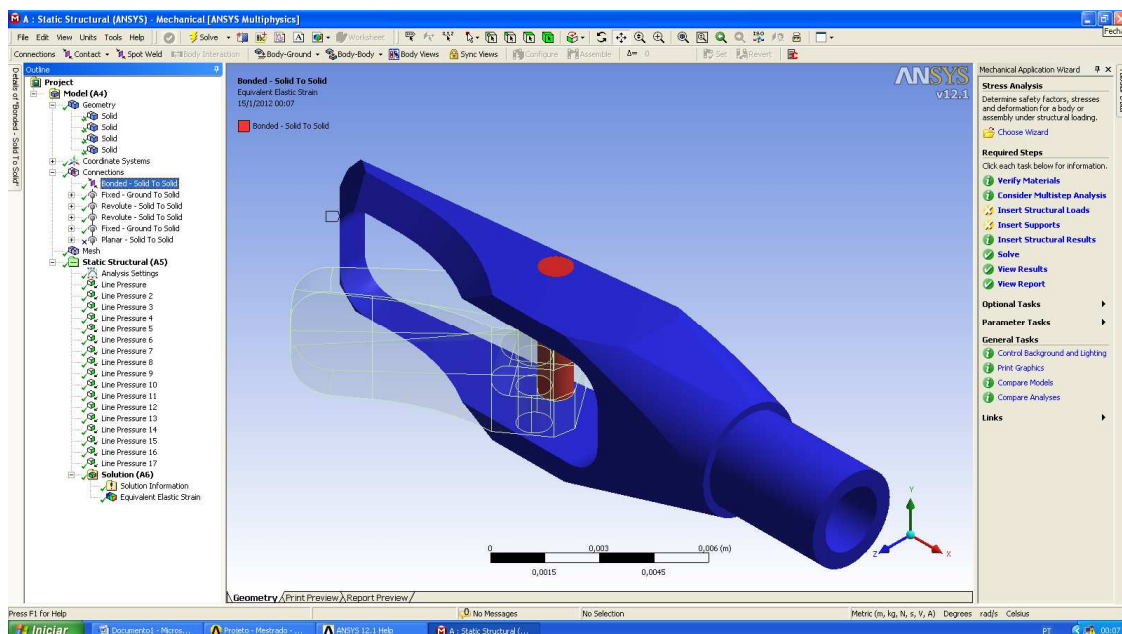 A : Static Structural (ANSYS) - Mechanical [ANSYS Multiphysics]
File Edit View Units Tools Help Solve Worksheet
Fecha
Connections Contact Spot Weld Body Interaction Body-Ground Body-Body Body Views Sync Views Configure Assemble Δ= 0 Set Revert
Details of "Bonded - Solid To Solid"
Outline
Project
Model (A4)
Geometry
Solid
Solid
Solid
Solid
Coordinate Systems
Connections
Bonded - Solid To Solid
Fixed - Ground To Solid
Revolute - Solid To Solid
Revolute - Solid To Solid
Fixed - Ground To Solid
Planar - Solid To Solid
Mesh
Static Structural (A5)
Analysis Settings
Line Pressure
Line Pressure 2
Line Pressure 3
Line Pressure 4
Line Pressure 5
Line Pressure 6
Line Pressure 7
Line Pressure 8
Line Pressure 9
Line Pressure 10
Line Pressure 11
Line Pressure 12
Line Pressure 13
Line Pressure 14
Line Pressure 15
Line Pressure 16
Line Pressure 17
Solution (A6)
Solution Information
Equivalent Elastic Strain
Bonded - Solid To Solid
Equivalent Elastic Strain
15/1/2012 00:07
Bonded - Solid To Solid
ANSYS
v12.1
0 0,003 0,006 (m)
0,0015 0,0045
Y
Z
X
Geometry Print Preview Report Preview
Mechanical Application Wizard
Stress Analysis
Determine safety factors, stresses
and deformation for a body or
assembly under structural loading.
Choose Wizard
Required Steps
Click each task below for information.
Verify Materials
Consider Multistep Analysis
Insert Structural Loads
Insert Supports
Insert Structural Results
Solve
View Results
View Report
Optional Tasks
Parameter Tasks
General Tasks
Control Background and Lighting
Print Graphics
Compare Models
Compare Analyses
Links
Press F1 for Help
No Messages
No Selection
Metric (m, kg, N, s, V, A) Degrees rad/s Celsius
Iniciar
Documento1 - Micros...
Projeto - Mestrado - ...
ANSYS 12.1 Help
A : Static Structural (...
PT
00:07